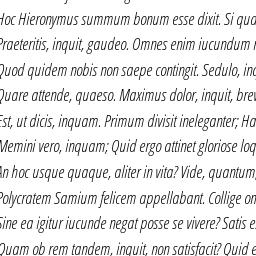 Hoc Hieronymus summum bonum esse dixit. Si qua
Praeteritis, inquit, gaudeo. Omnes enim iucundum
Quod quidem nobis non saepe contingit. Sedulo, inq
Quare attende, quaeso. Maximus dolor, inquit, brev
Est, ut dicis, inquam. Primum divisit ineleganter; Ha
Memini vero, inquam; Quid ergo attinet gloriose loq
An hoc usque quaque, aliter in vita? Vide, quantum,
Polycratem Samium felicem appellabant. Collige on
Sine ea igitur iucunde negat posse se vivere? Satis e
Quam ob rem tandem, inquit, non satisfacit? Quid e